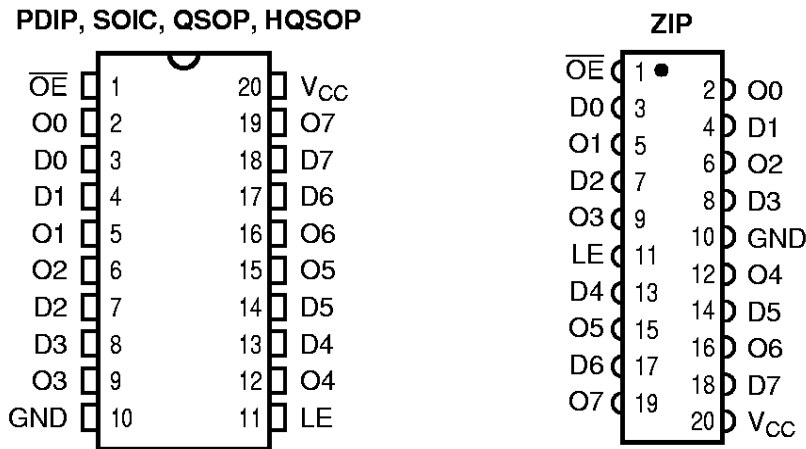 PDIP, SOIC, QSOP, HQSOP
O̅E̅ 1 20 VCC
O0 2 19 O7
D0 3 18 D7
D1 4 17 D6
O1 5 16 O6
O2 6 15 O5
D2 7 14 D5
D3 8 13 D4
O3 9 12 O4
GND 10 11 LE
ZIP
O̅E̅ 1
2 O0
D0 3
4 D1
O1 5
6 O2
D2 7
8 D3
O3 9
10 GND
LE 11
12 O4
D4 13
14 D5
O5 15
16 O6
D6 17
18 D7
O7 19
20 VCC